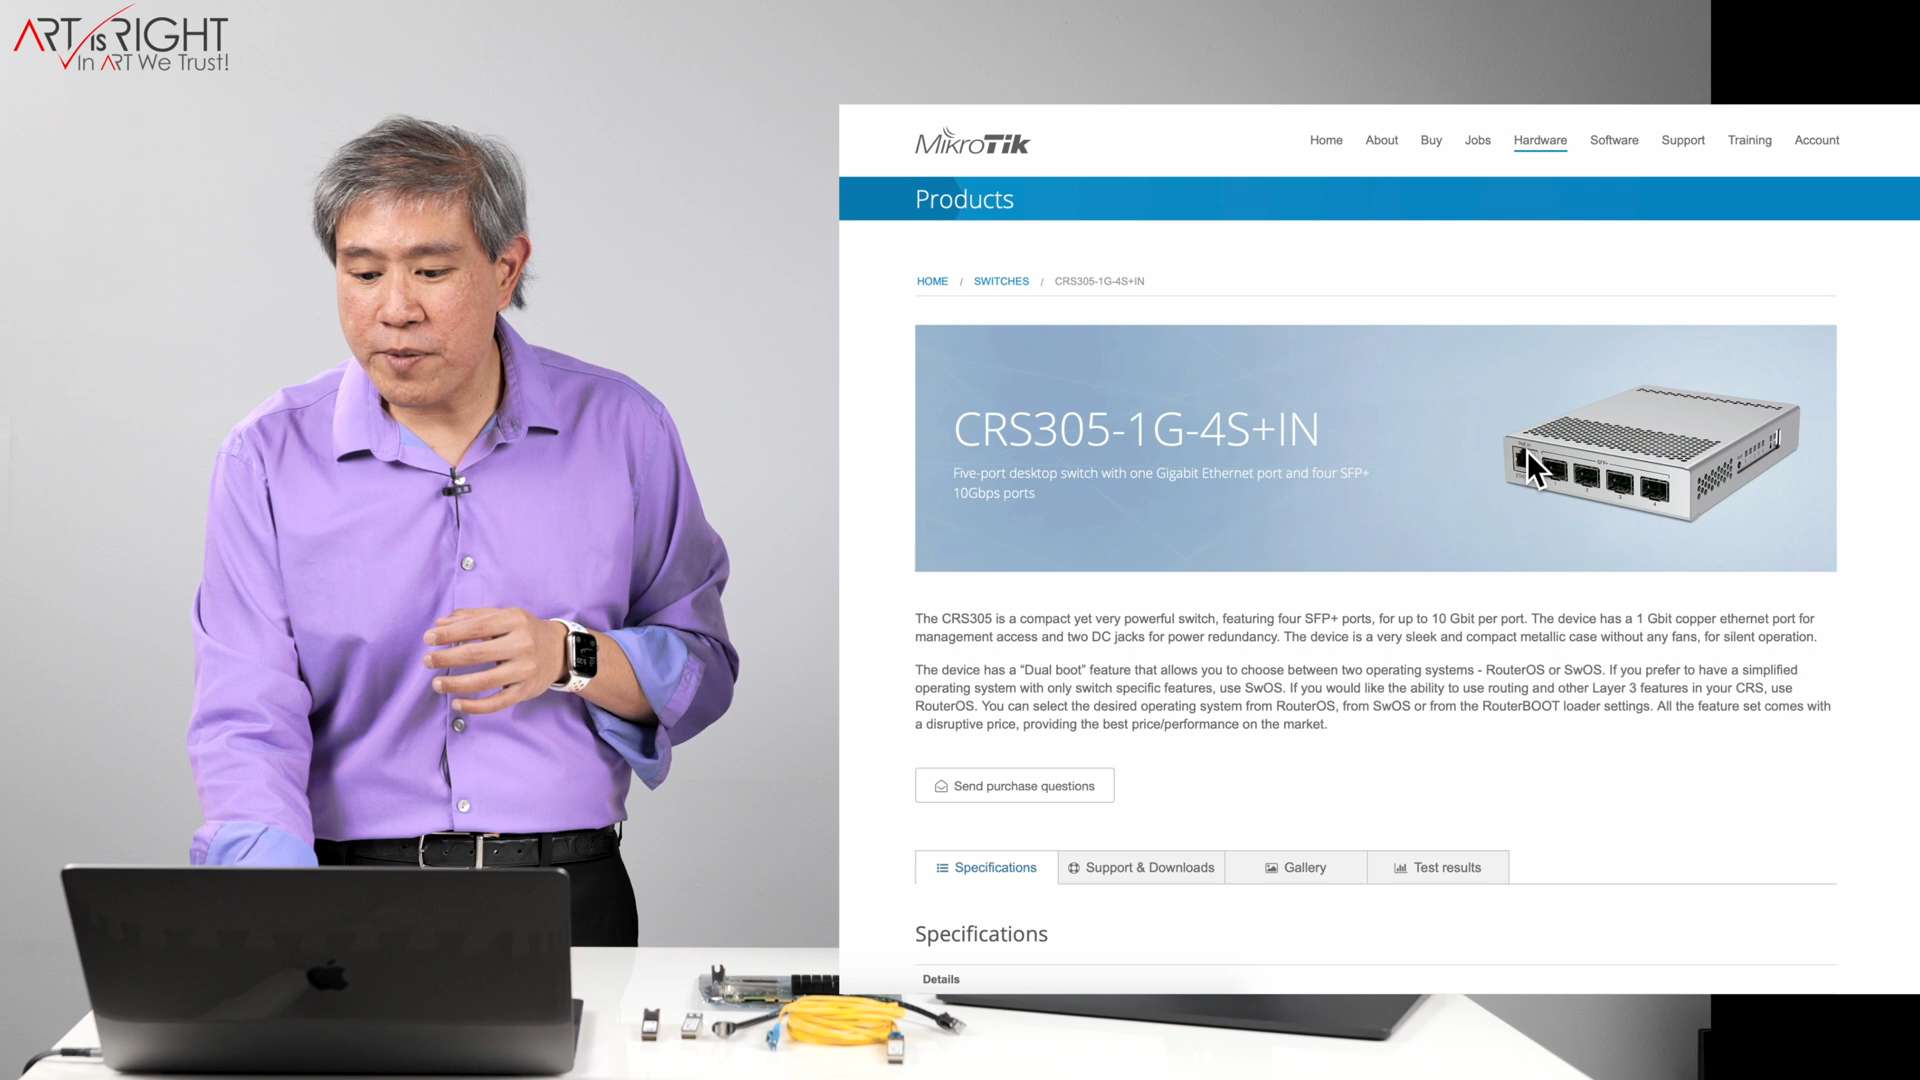 ART is RIGHT
In ART We Trust!
MikroTik
Home About Buy Jobs Hardware Software Support Training Account
Products
HOME / SWITCHES / CRS305-1G-4S+IN
CRS305-1G-4S+IN
Five-port desktop switch with one Gigabit Ethernet port and four SFP+
10Gbps ports
PoE in
SFP+
2
3
4
The CRS305 is a compact yet very powerful switch, featuring four SFP+ ports, for up to 10 Gbit per port. The device has a 1 Gbit copper ethernet port for
management access and two DC jacks for power redundancy. The device is a very sleek and compact metallic case without any fans, for silent operation.
The device has a “Dual boot” feature that allows you to choose between two operating systems - RouterOS or SwOS. If you prefer to have a simplified
operating system with only switch specific features, use SwOS. If you would like the ability to use routing and other Layer 3 features in your CRS, use
RouterOS. You can select the desired operating system from RouterOS, from SwOS or from the RouterBOOT loader settings. All the feature set comes with
a disruptive price, providing the best price/performance on the market.
Send purchase questions
Specifications Support & Downloads Gallery Test results
Specifications
Details